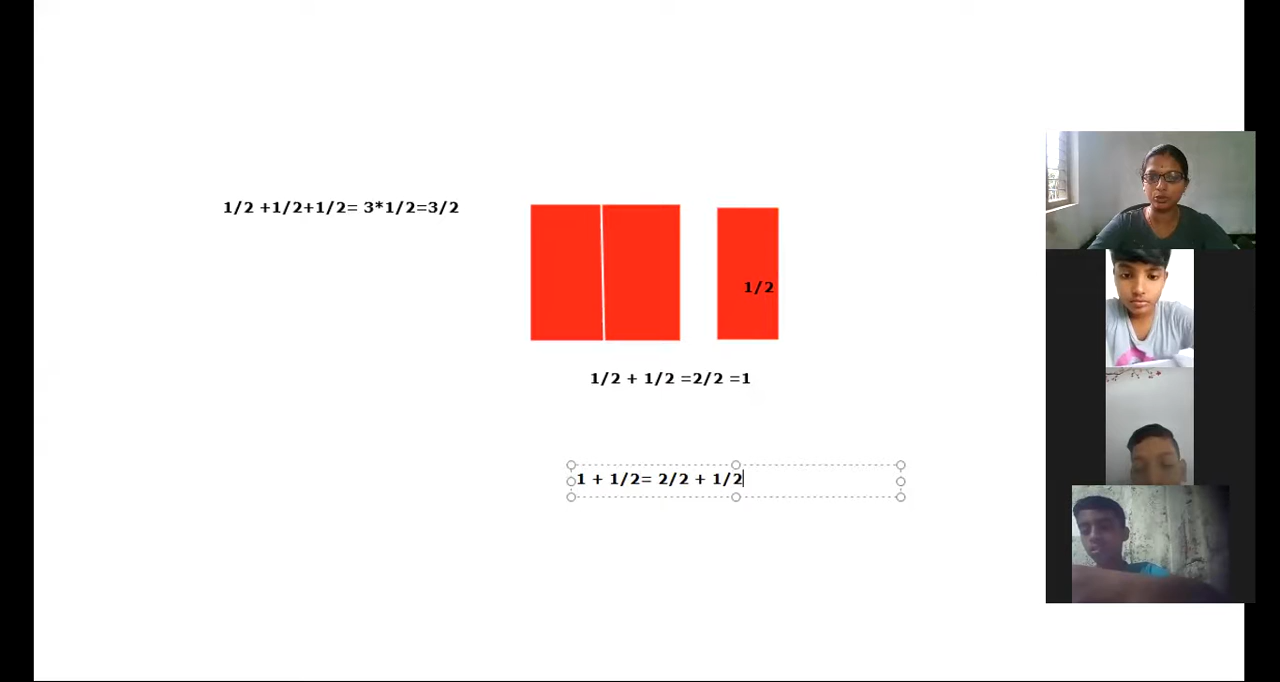 1/2 +1/2+1/2= 3*1/2=3/2
1/2
1/2 + 1/2 =2/2 =1
1 + 1/2= 2/2 + 1/2